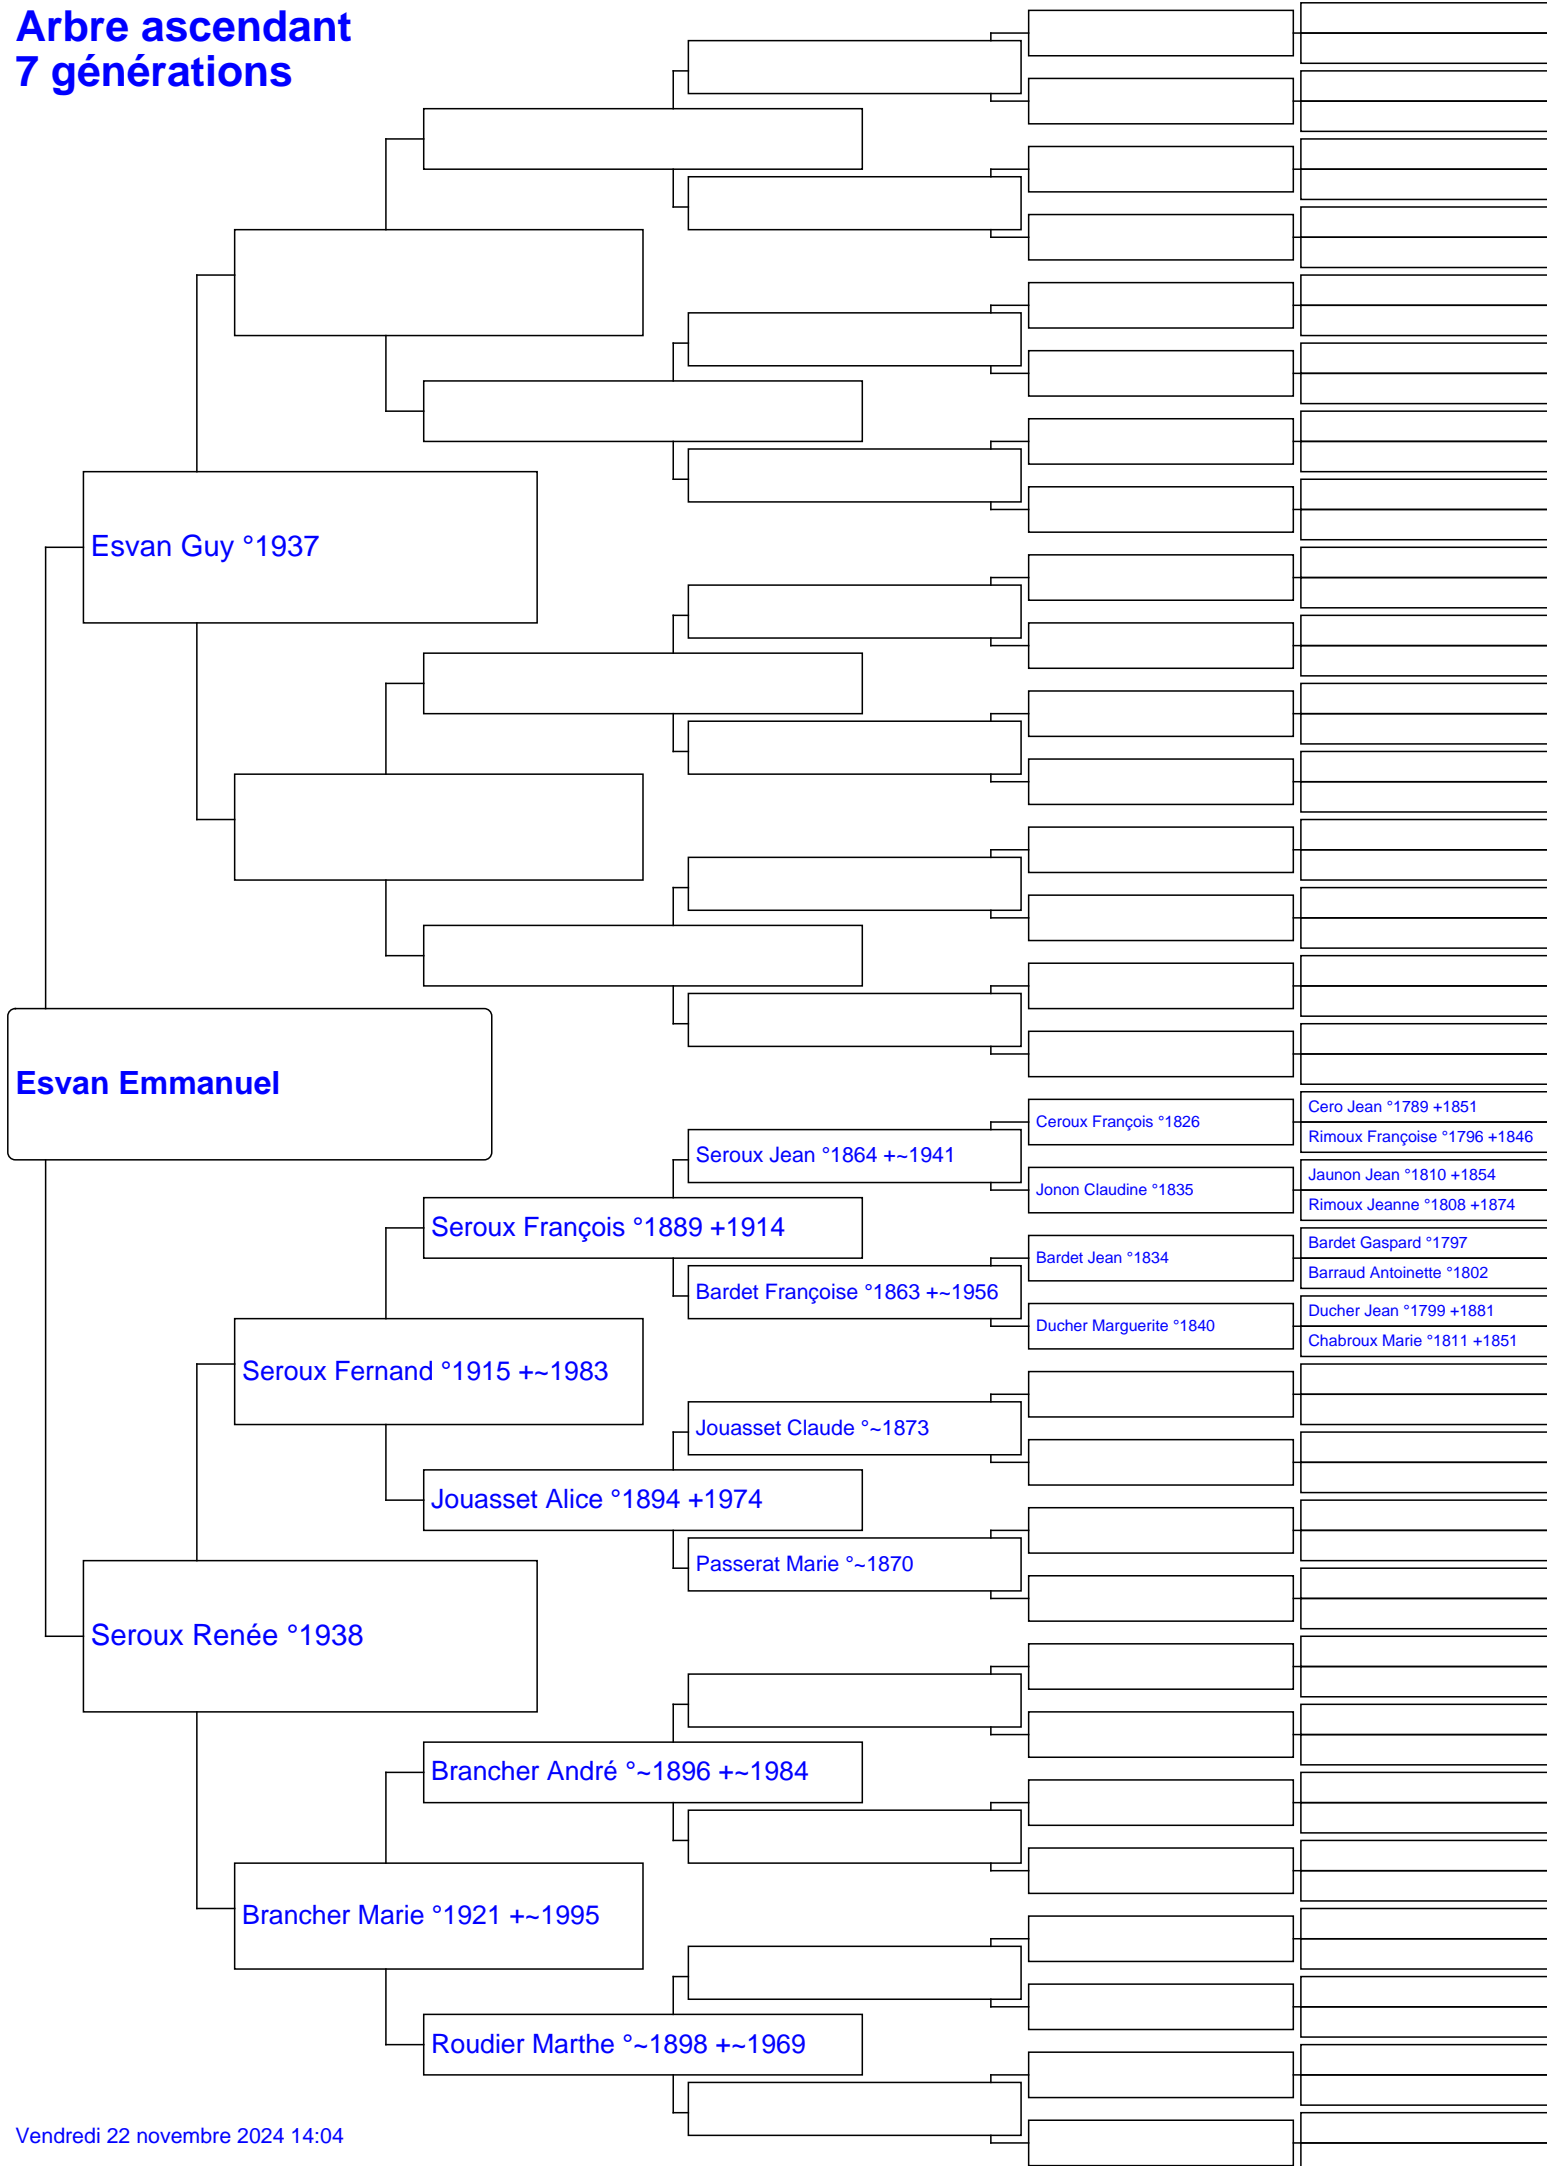 Arbre ascendant
7 générations
Esvan Guy °1937
Esvan Emmanuel
Cero Jean °1789 +1851
Ceroux François °1826
Rimoux Françoise °1796 +1846
Seroux Jean °1864 +~1941
Jaunon Jean °1810 +1854
Jonon Claudine °1835
Rimoux Jeanne °1808 +1874
Seroux François °1889 +1914
Bardet Gaspard °1797
Bardet Jean °1834
Barraud Antoinette °1802
Bardet Françoise °1863 +~1956
Ducher Jean °1799 +1881
Ducher Marguerite °1840
Chabroux Marie °1811 +1851
Seroux Fernand °1915 +~1983
Jouasset Claude °~1873
Jouasset Alice °1894 +1974
Passerat Marie °~1870
Seroux Renée °1938
Brancher André °~1896 +~1984
Brancher Marie °1921 +~1995
Roudier Marthe °~1898 +~1969
Vendredi 22 novembre 2024 14:04